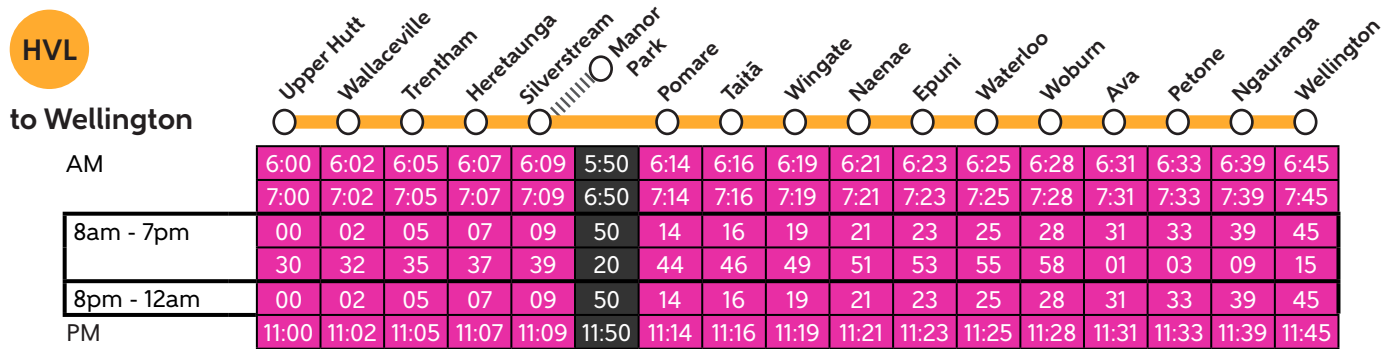 HVL
to Wellington
Upper Hutt Wallaceville Trentham Heretaunga Silverstream Manor Park Pomare Taitā Wingate Naenae Epuni Waterloo Woburn Ava Petone Ngauranga Wellington
AM 6:00 6:02 6:05 6:07 6:09 5:50 6:14 6:16 6:19 6:21 6:23 6:25 6:28 6:31 6:33 6:39 6:45
7:00 7:02 7:05 7:07 7:09 6:50 7:14 7:16 7:19 7:21 7:23 7:25 7:28 7:31 7:33 7:39 7:45
8am - 7pm 00 02 05 07 09 50 14 16 19 21 23 25 28 31 33 39 45
30 32 35 37 39 20 44 46 49 51 53 55 58 01 03 09 15
8pm - 12am 00 02 05 07 09 50 14 16 19 21 23 25 28 31 33 39 45
PM 11:00 11:02 11:05 11:07 11:09 11:50 11:14 11:16 11:19 11:21 11:23 11:25 11:28 11:31 11:33 11:39 11:45